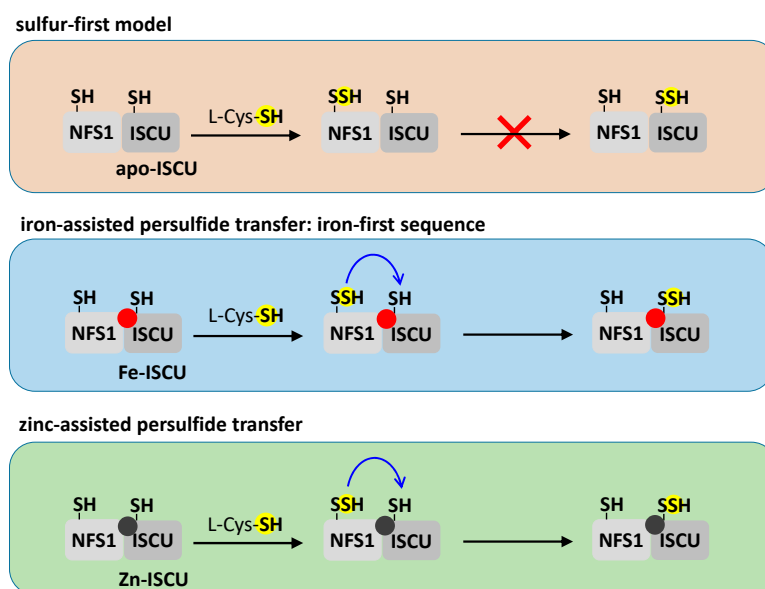 sulfur-first model
SH SH SSH SH SH SSH
L-Cys-SH
NFS1 ISCU NFS1 ISCU NFS1 ISCU
apo-ISCU
iron-assisted persulfide transfer: iron-first sequence
SH SH SSH SH SH SSH
L-Cys-SH
NFS1 ISCU NFS1 ISCU NFS1 ISCU
Fe-ISCU
zinc-assisted persulfide transfer
SH SH SSH SH SH SSH
L-Cys-SH
NFS1 ISCU NFS1 ISCU NFS1 ISCU
Zn-ISCU